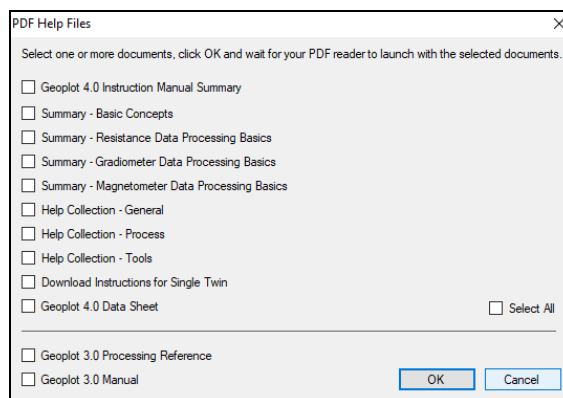 PDF Help Files
Select one or more documents, click OK and wait for your PDF reader to launch with the selected documents.
Geoplot 4.0 Instruction Manual Summary
Summary - Basic Concepts
Summary - Resistance Data Processing Basics
Summary - Gradiometer Data Processing Basics
Summary - Magnetometer Data Processing Basics
Help Collection - General
Help Collection - Process
Help Collection - Tools
Download Instructions for Single Twin
Geoplot 4.0 Data Sheet
Select All
Geoplot 3.0 Processing Reference
Geoplot 3.0 Manual
OK
Cancel